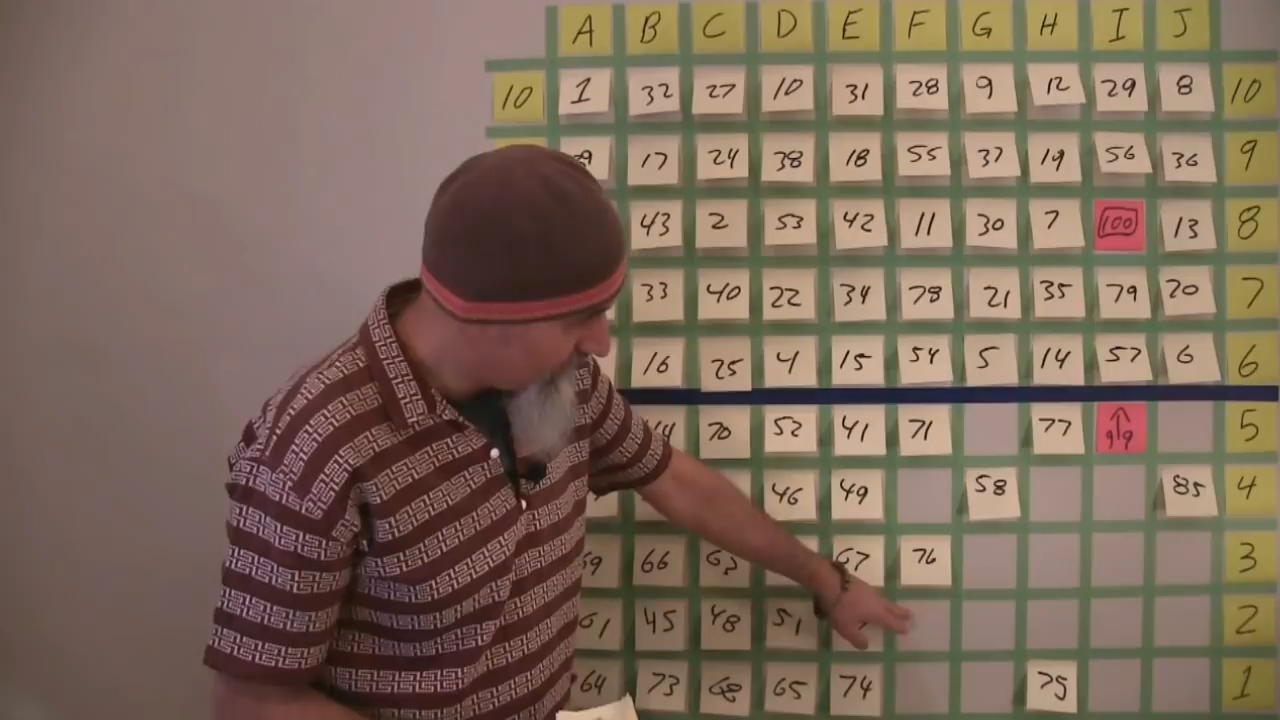 A B C D E F G H I J
10 1 32 27 10 31 28 9 12 29 8 10
17 24 38 18 55 37 19 56 36 9
43 2 53 42 11 30 7 100 13 8
33 40 22 34 78 21 35 79 20 7
16 25 4 15 54 5 14 57 6 6
70 52 41 71 77 ↑ 99 5
46 49 58 85 4
66 67 76 3
45 48 51 2
64 73 68 65 74 75 1